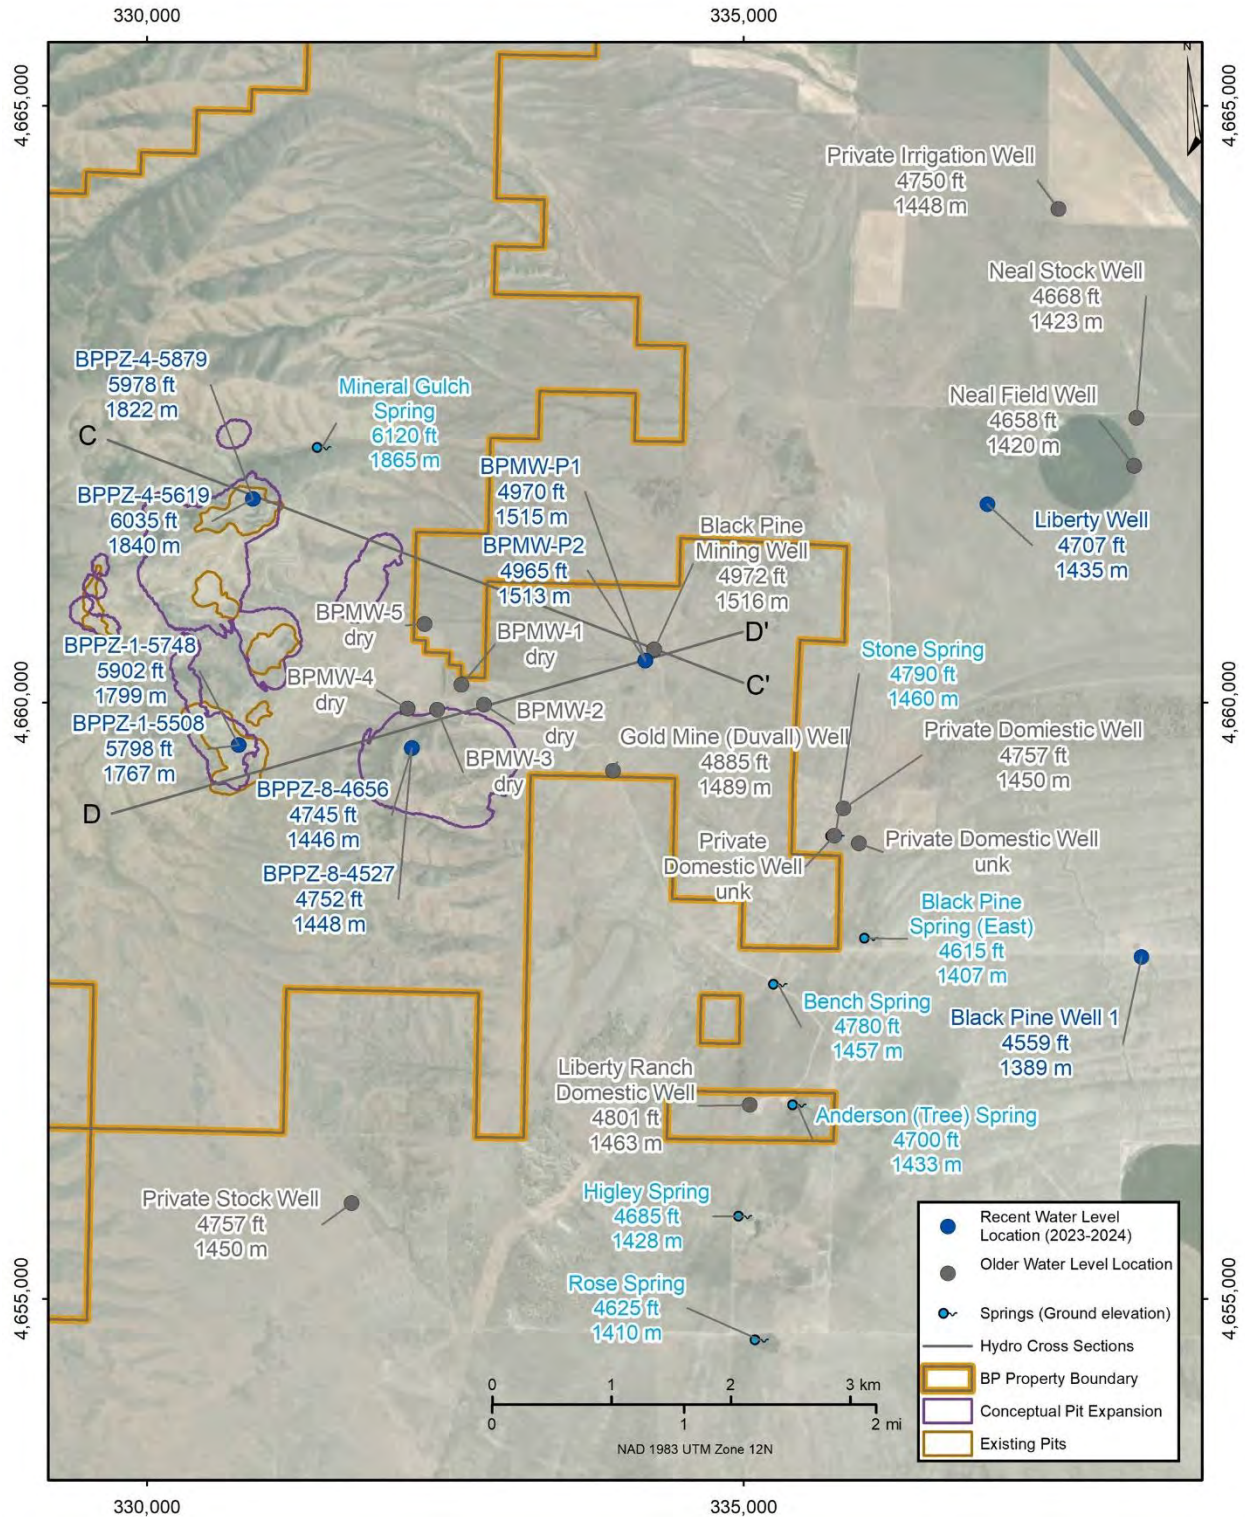 330,000
335,000
4,665,000
4,665,000
N
Private Irrigation Well
4750 ft
1448 m
Neal Stock Well
4668 ft
1423 m
BPPZ-4-5879
5978 ft
1822 m
Mineral Gulch
Spring
6120 ft
1865 m
Neal Field Well
4658 ft
1420 m
C
BPMW-P1
4970 ft
1515 m
BPPZ-4-5619
6035 ft
1840 m
Black Pine
Mining Well
4972 ft
1516 m
Liberty Well
4707 ft
1435 m
BPMW-P2
4965 ft
1513 m
BPMW-5
dry
BPMW-1
dry
D'
C'
BPPZ-1-5748
5902 ft
1799 m
BPMW-4
dry
Stone Spring
4790 ft
1460 m
4,660,000
4,660,000
BPMW-2
dry
BPPZ-1-5508
5798 ft
1767 m
BPMW-3
dry
Gold Mine (Duvall) Well
4885 ft
1489 m
Private Domiestic Well
4757 ft
1450 m
D
BPPZ-8-4656
4745 ft
1446 m
Private
Domestic Well
unk
Private Domestic Well
unk
BPPZ-8-4527
4752 ft
1448 m
Black Pine
Spring (East)
4615 ft
1407 m
Bench Spring
4780 ft
1457 m
Black Pine Well 1
4559 ft
1389 m
Liberty Ranch
Domestic Well
4801 ft
1463 m
Anderson (Tree) Spring
4700 ft
1433 m
Private Stock Well
4757 ft
1450 m
Higley Spring
4685 ft
1428 m
Rose Spring
4625 ft
1410 m
4,655,000
4,655,000
Recent Water Level
Location (2023-2024)
Older Water Level Location
Springs (Ground elevation)
Hydro Cross Sections
BP Property Boundary
Conceptual Pit Expansion
Existing Pits
0 1 2 3 km
0 1 2 mi
NAD 1983 UTM Zone 12N
330,000
335,000